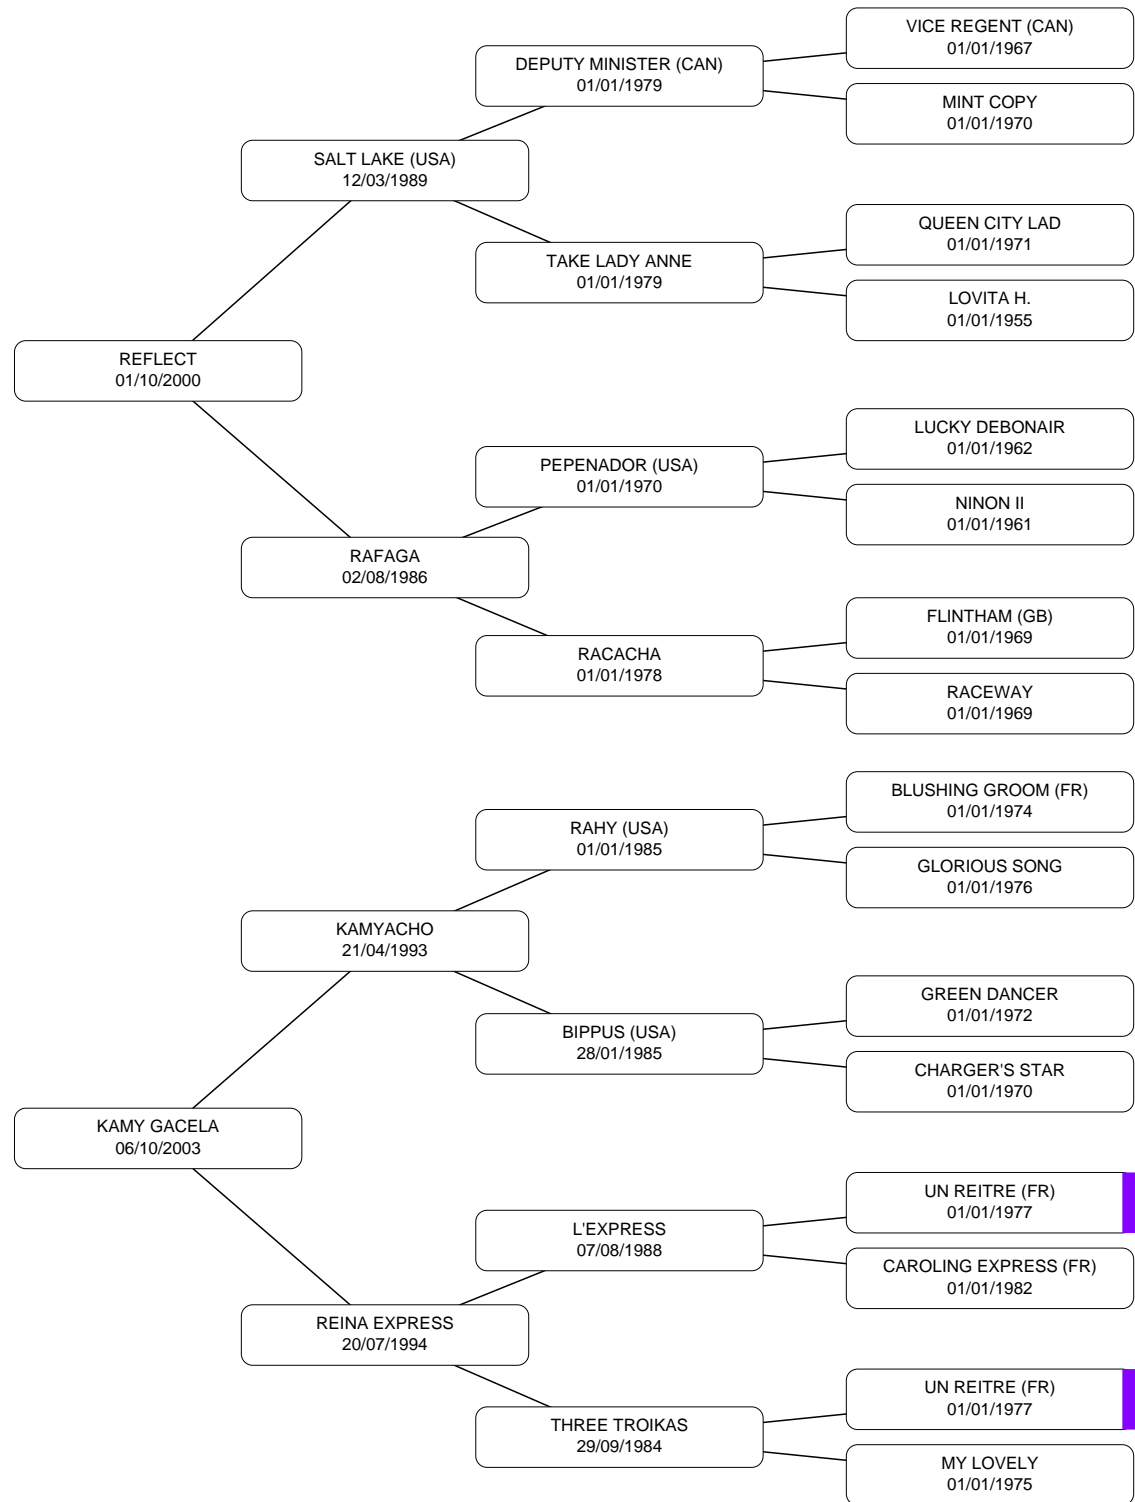 VICE REGENT (CAN)
01/01/1967
DEPUTY MINISTER (CAN)
01/01/1979
MINT COPY
01/01/1970
SALT LAKE (USA)
12/03/1989
QUEEN CITY LAD
01/01/1971
TAKE LADY ANNE
01/01/1979
LOVITA H.
01/01/1955
REFLECT
01/10/2000
LUCKY DEBONAIR
01/01/1962
PEPENADOR (USA)
01/01/1970
NINON II
01/01/1961
RAFAGA
02/08/1986
FLINTHAM (GB)
01/01/1969
RACACHA
01/01/1978
RACEWAY
01/01/1969
BLUSHING GROOM (FR)
01/01/1974
RAHY (USA)
01/01/1985
GLORIOUS SONG
01/01/1976
KAMYACHO
21/04/1993
GREEN DANCER
01/01/1972
BIPPUS (USA)
28/01/1985
CHARGER'S STAR
01/01/1970
KAMY GACELA
06/10/2003
UN REITRE (FR)
01/01/1977
L'EXPRESS
07/08/1988
CAROLING EXPRESS (FR)
01/01/1982
REINA EXPRESS
20/07/1994
UN REITRE (FR)
01/01/1977
THREE TROIKAS
29/09/1984
MY LOVELY
01/01/1975